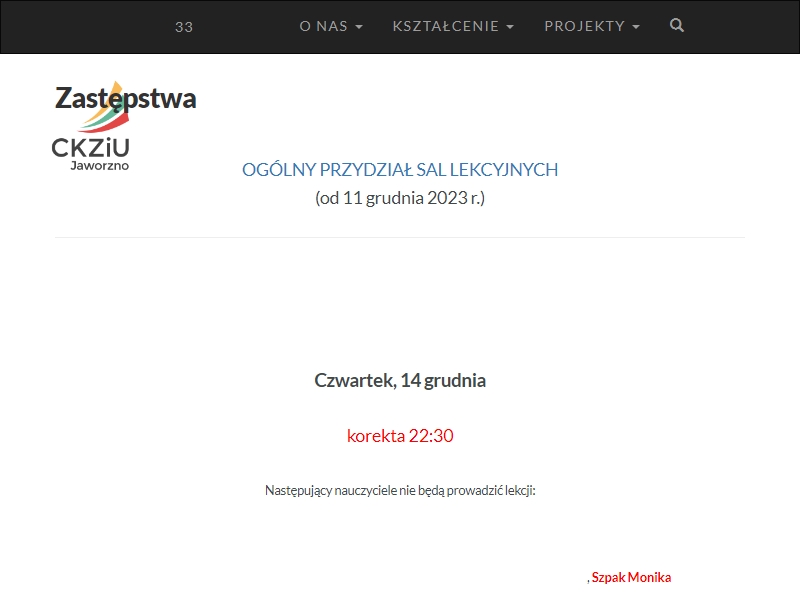 33 O NAS KSZTAŁCENIE PROJEKTY
Zastępstwa
CKZiU
Jaworzno
OGÓLNY PRZYDZIAŁ SAL LEKCYJNYCH
(od 11 grudnia 2023 r.)
Czwartek, 14 grudnia
korekta 22:30
Następujący nauczyciele nie będą prowadzić lekcji:
, Szpak Monika